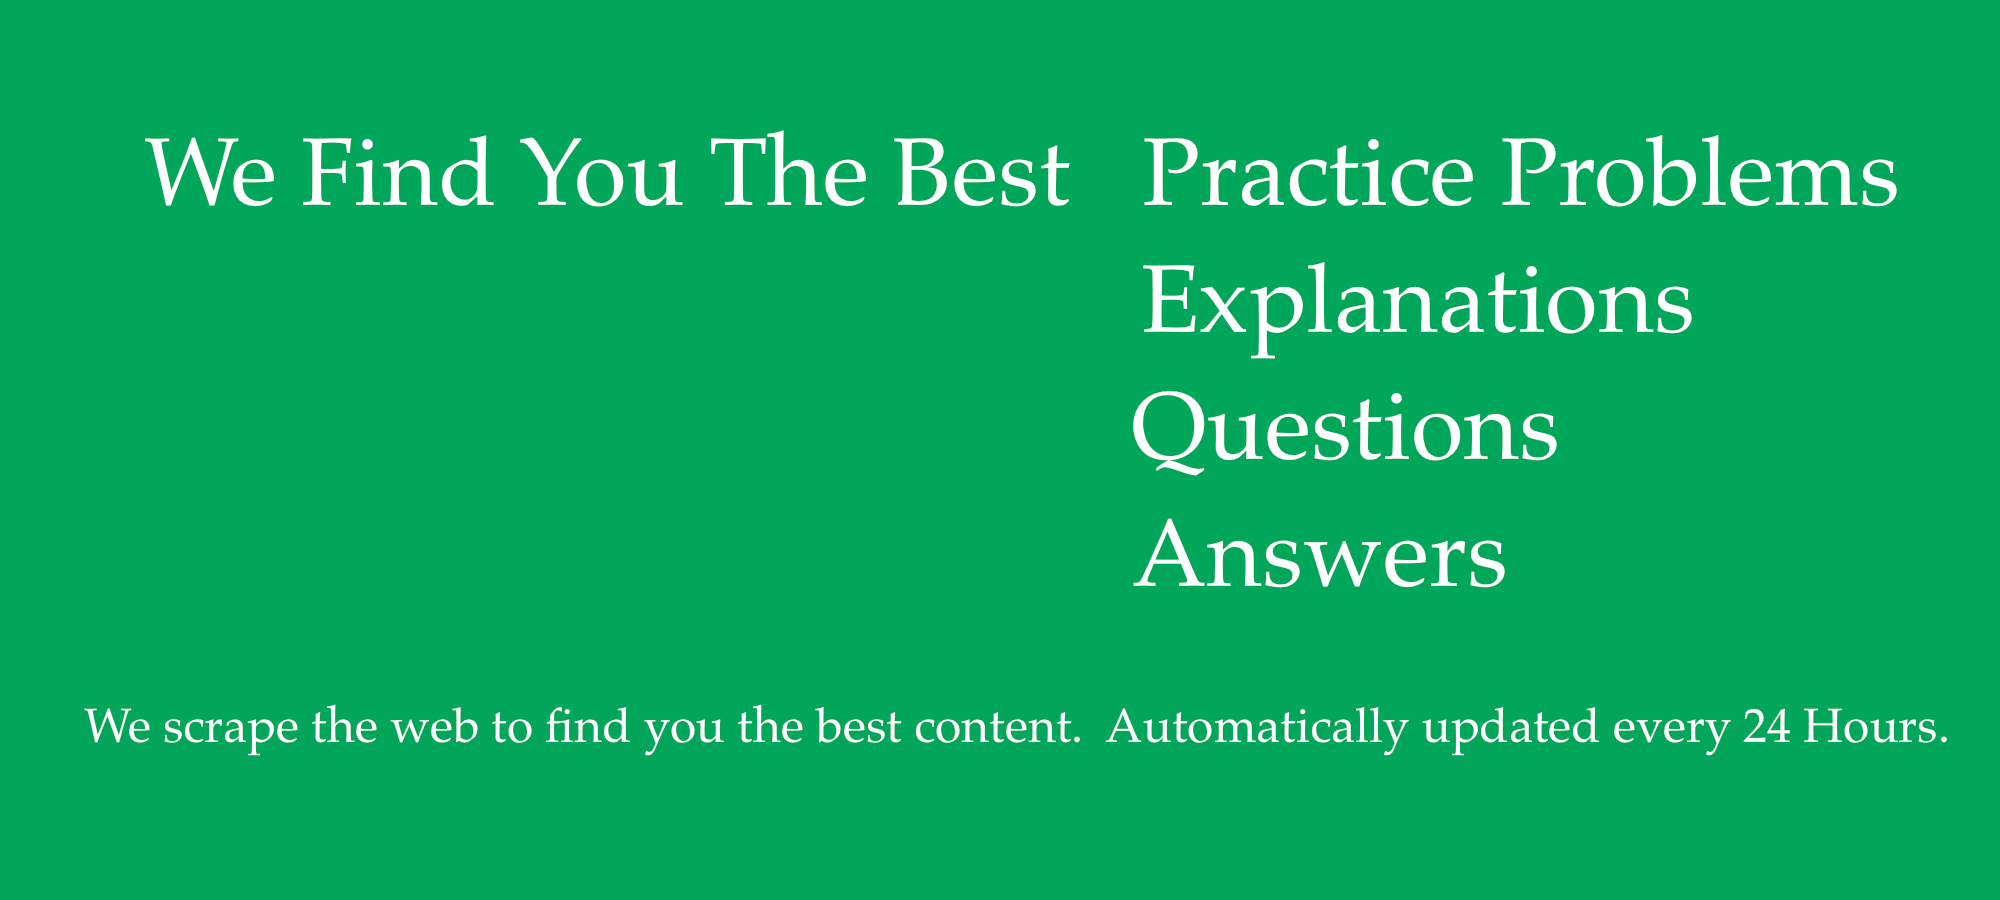 We Find You The Best Practice Problems
Explanations
Questions
Answers
We scrape the web to find you the best content. Automatically updated every 24 Hours.